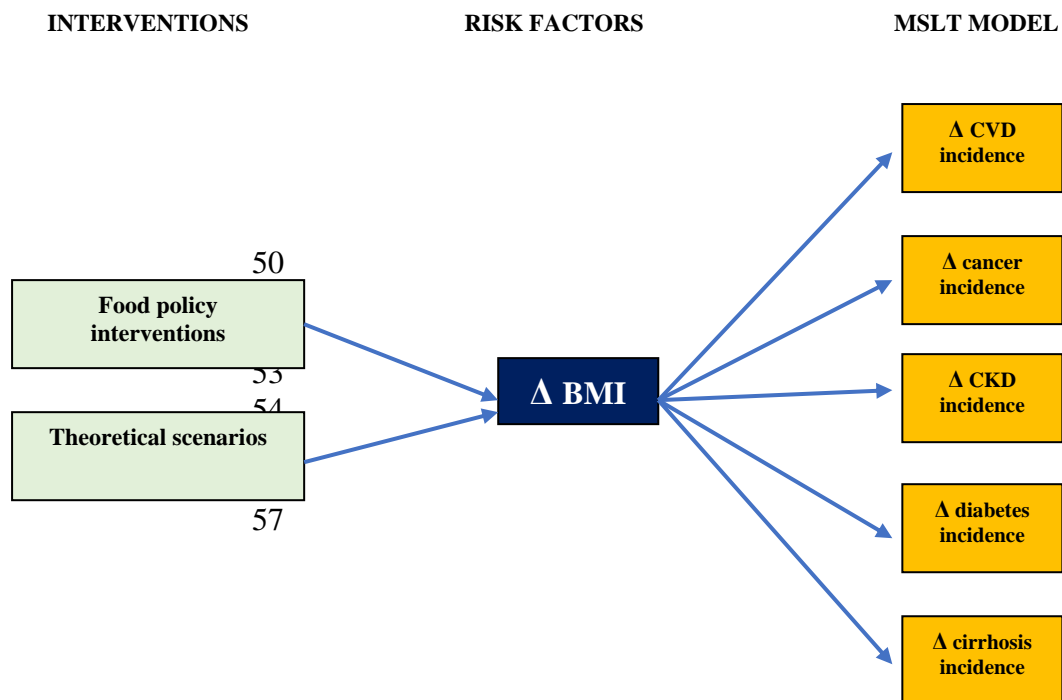 INTERVENTIONS RISK FACTORS MSLT MODEL
Δ CVD
incidence
50
Δ cancer
incidence
Food policy
interventions
53
Δ BMI
Δ CKD
incidence
54
Theoretical scenarios
57
Δ diabetes
incidence
Δ cirrhosis
incidence